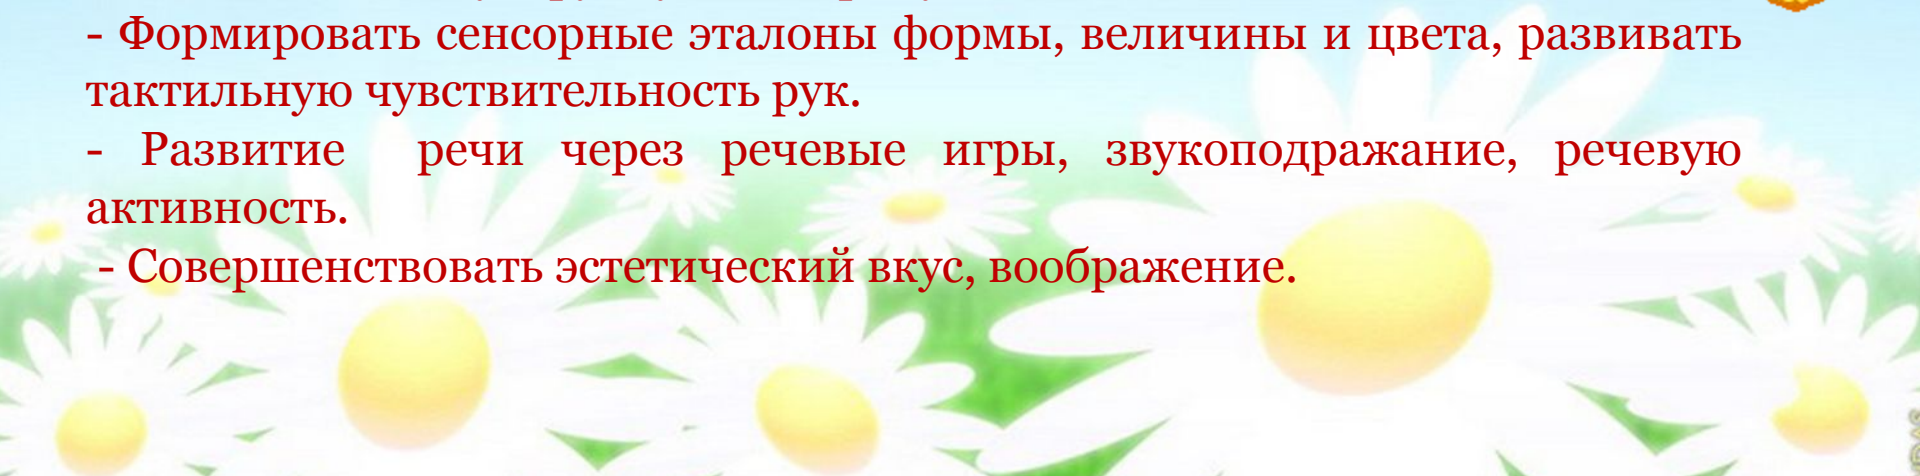 - Формировать сенсорные эталоны формы, величины и цвета, развивать
тактильную чувствительность рук.
- Развитие речи через речевые игры, звукоподражание, речевую
активность.
- Совершенствовать эстетический вкус, воображение.